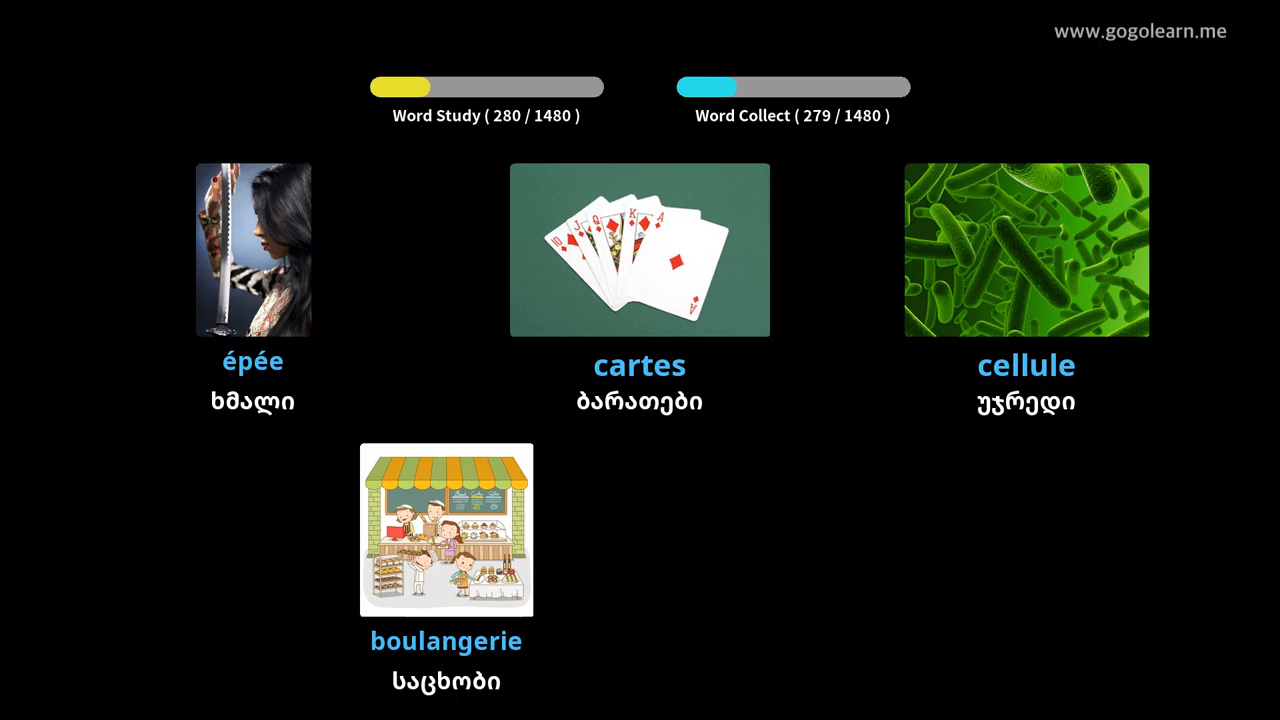 www.gogolearn.me
Word Study ( 280 / 1480 )
Word Collect ( 279 / 1480 )
épée
ხმალი
cartes
ბარათები
cellule
უჯრედი
boulangerie
საცხობი